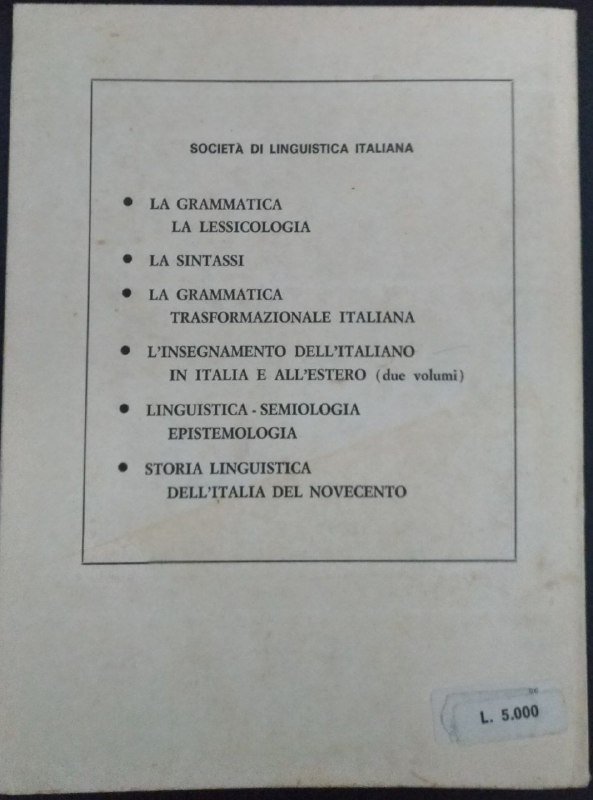 SOCIETÀ DI LINGUISTICA ITALIANA
● LA GRAMMATICA
LA LESSICOLOGIA
● LA SINTASSI
● LA GRAMMATICA
TRASFORMAZIONALE ITALIANA
● L'INSEGNAMENTO DELL'ITALIANO
IN ITALIA E ALL'ESTERO (due volumi)
● LINGUISTICA - SEMIOLOGIA
EPISTEMOLOGIA
● STORIA LINGUISTICA
DELL'ITALIA DEL NOVECENTO
L. 5.000